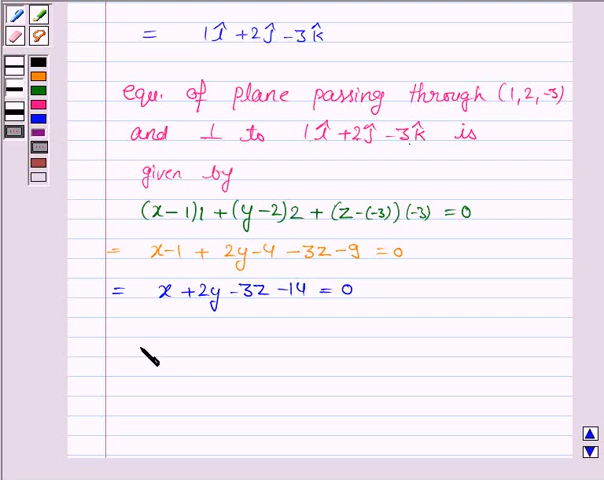 = 1î + 2ĵ - 3k̂
equ. of plane passing through (1, 2, -3)
and ⊥ to 1î + 2ĵ - 3k̂ is
given by
(x-1)1 + (y-2)2 + (z-(-3))(-3) = 0
= x-1 + 2y-4 -3z-9 = 0
= x + 2y - 3z - 14 = 0